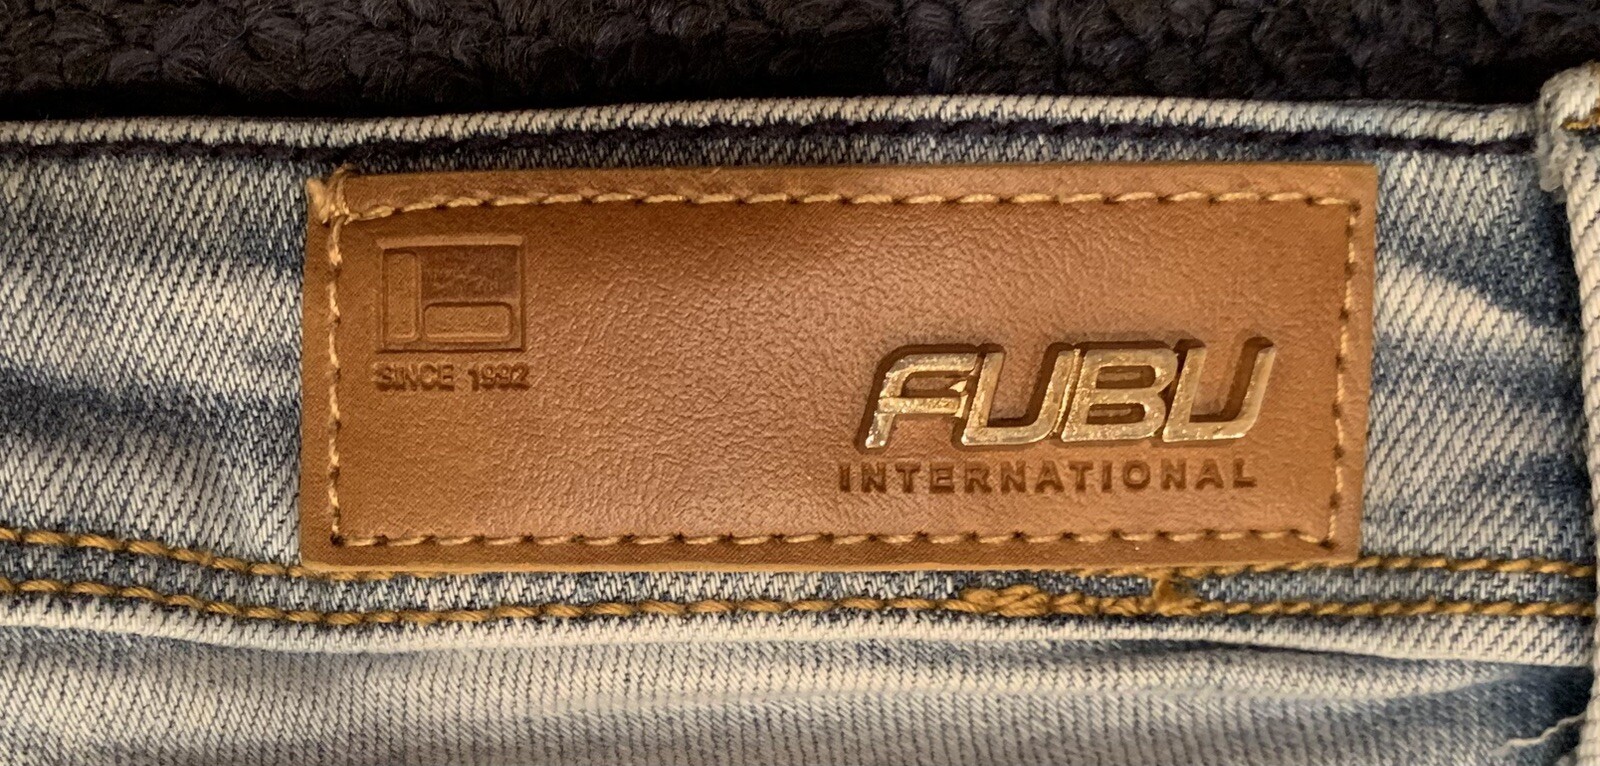 SINCE 1992
FUBU
INTERNATIONAL